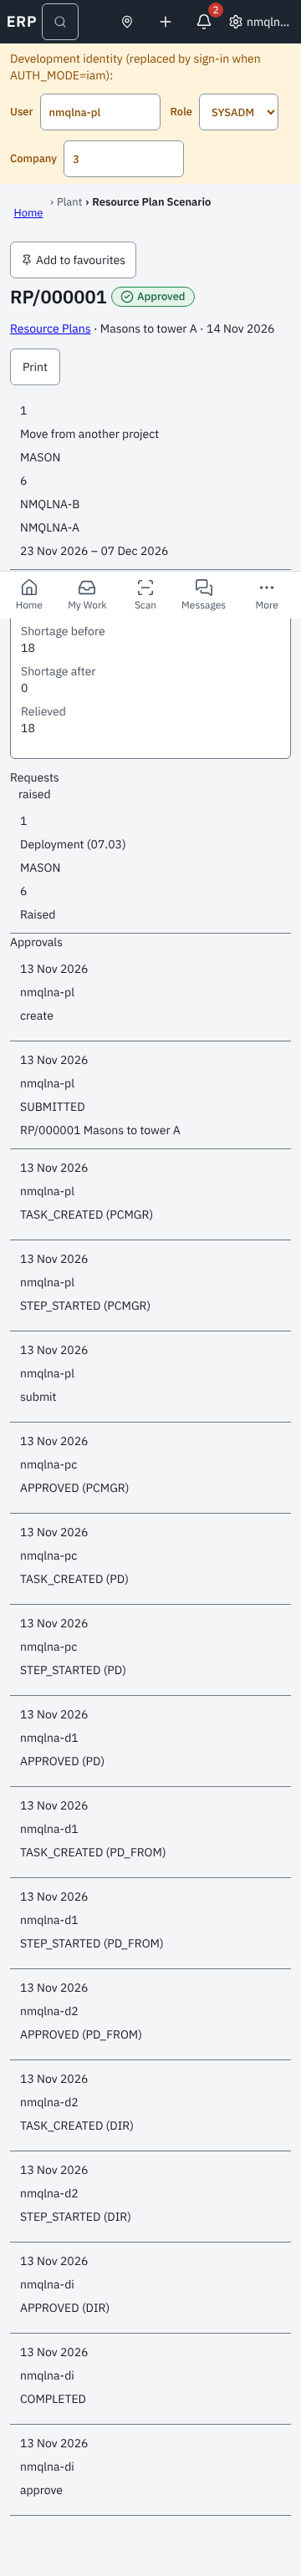 ERP
2
nmqln...
Development identity (replaced by sign-in when
AUTH_MODE=iam):
User nmqlna-pl Role SYSADM
Company 3
Home › Plant › Resource Plan Scenario
Add to favourites
RP/000001 Approved
Resource Plans · Masons to tower A · 14 Nov 2026
Print
1
Move from another project
MASON
6
NMQLNA-B
NMQLNA-A
23 Nov 2026 – 07 Dec 2026
Home My Work Scan Messages More
Shortage before
18
Shortage after
0
Relieved
18
Requests
raised
1
Deployment (07.03)
MASON
6
Raised
Approvals
13 Nov 2026
nmqlna-pl
create
13 Nov 2026
nmqlna-pl
SUBMITTED
RP/000001 Masons to tower A
13 Nov 2026
nmqlna-pl
TASK_CREATED (PCMGR)
13 Nov 2026
nmqlna-pl
STEP_STARTED (PCMGR)
13 Nov 2026
nmqlna-pl
submit
13 Nov 2026
nmqlna-pc
APPROVED (PCMGR)
13 Nov 2026
nmqlna-pc
TASK_CREATED (PD)
13 Nov 2026
nmqlna-pc
STEP_STARTED (PD)
13 Nov 2026
nmqlna-d1
APPROVED (PD)
13 Nov 2026
nmqlna-d1
TASK_CREATED (PD_FROM)
13 Nov 2026
nmqlna-d1
STEP_STARTED (PD_FROM)
13 Nov 2026
nmqlna-d2
APPROVED (PD_FROM)
13 Nov 2026
nmqlna-d2
TASK_CREATED (DIR)
13 Nov 2026
nmqlna-d2
STEP_STARTED (DIR)
13 Nov 2026
nmqlna-di
APPROVED (DIR)
13 Nov 2026
nmqlna-di
COMPLETED
13 Nov 2026
nmqlna-di
approve